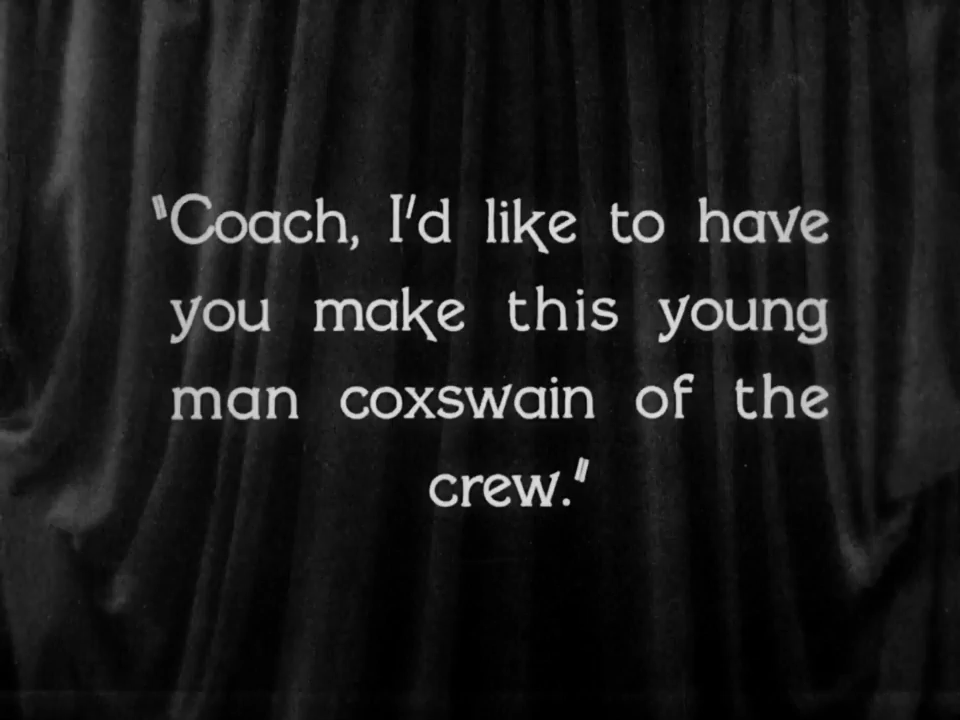 "Coach, I'd like to have
you make this young
man coxswain of the
crew."